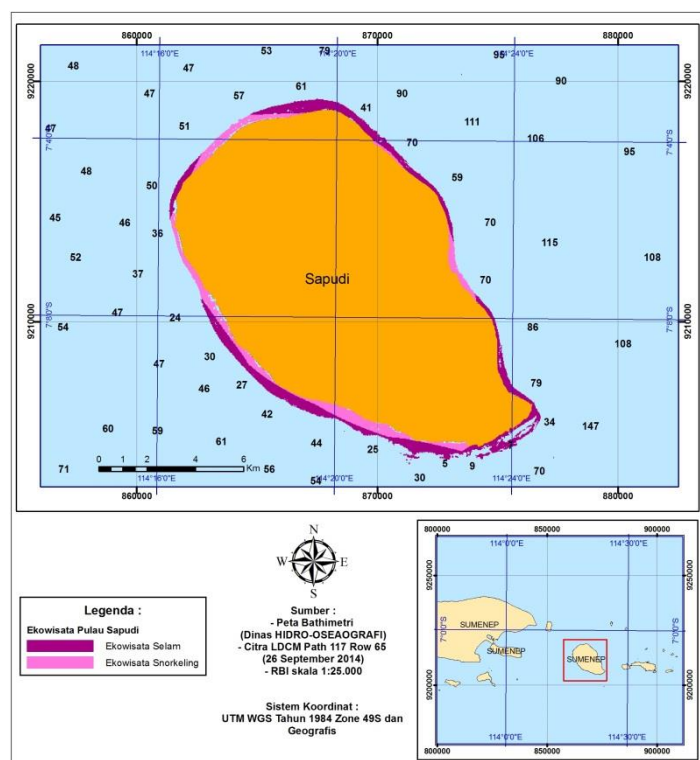 860000 870000 880000
114°16'0"E 114°20'0"E 114°24'0"E
53 79 95
48 47
9220000 47 57 61 90 90 9220000
41
47 51 111
7°4'0"S 70 106 7°4'0"S
95
48 50 59
45 46 36 70
115
52 37 108
Sapudi 70
47 24
7°8'0"S 7°8'0"S
9210000 54 86 9210000
108
47 30
46 27 79
42 34 147
60 59 61 44 25
71 56 54 5 9 70
30
0 0.5 1 2 4 6
Km
114°16'0"E 114°20'0"E 114°24'0"E
860000 870000 880000
Legenda :
Ekowisata Pulau Sapudi
Ekowisata Selam
Ekowisata Snorkeling
N
W E
S
Sumber :
- Peta Bathimetri
(Dinas HIDRO-OSEAOGRAFI)
- Citra LDCM Path 117 Row 65
(26 September 2014)
- RBI skala 1:25.000
Sistem Koordinat :
UTM WGS Tahun 1984 Zone 49S dan
Geografis
800000 850000 900000
114°0'0"E 114°30'0"E
9250000 9250000
SUMENEP
7°0'0"S 7°0'0"S
SUMENEP SUMENEP
9200000 9200000
114°0'0"E 114°30'0"E
800000 850000 900000